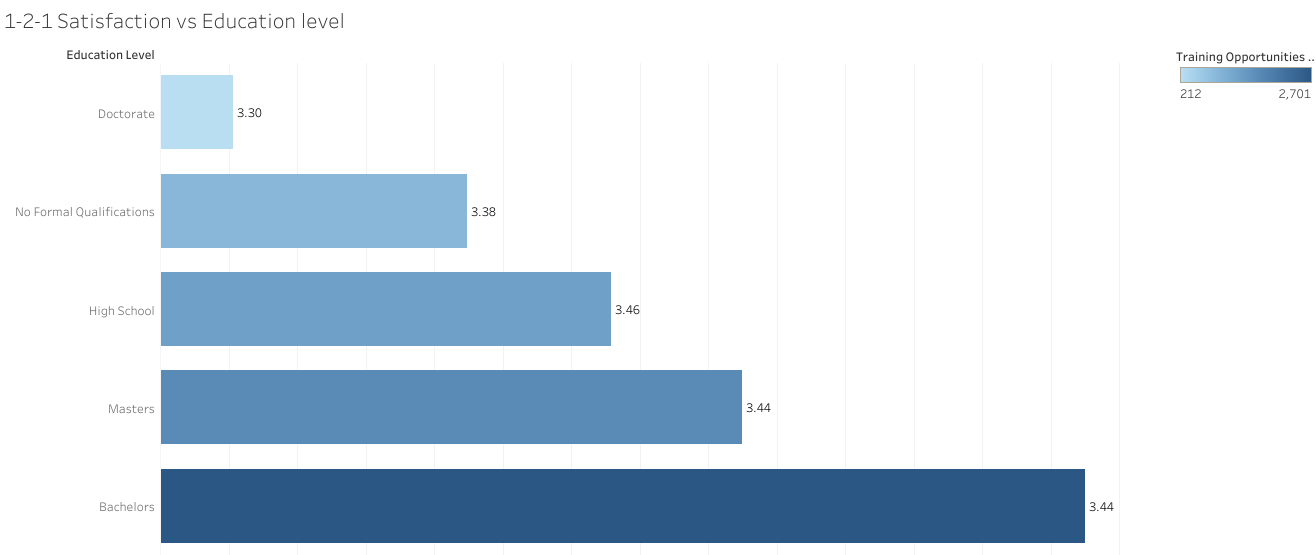 1-2-1 Satisfaction vs Education level
Education Level
Training Opportunities ..
212 2,701
Doctorate 3.30
No Formal Qualifications 3.38
High School 3.46
Masters 3.44
Bachelors 3.44